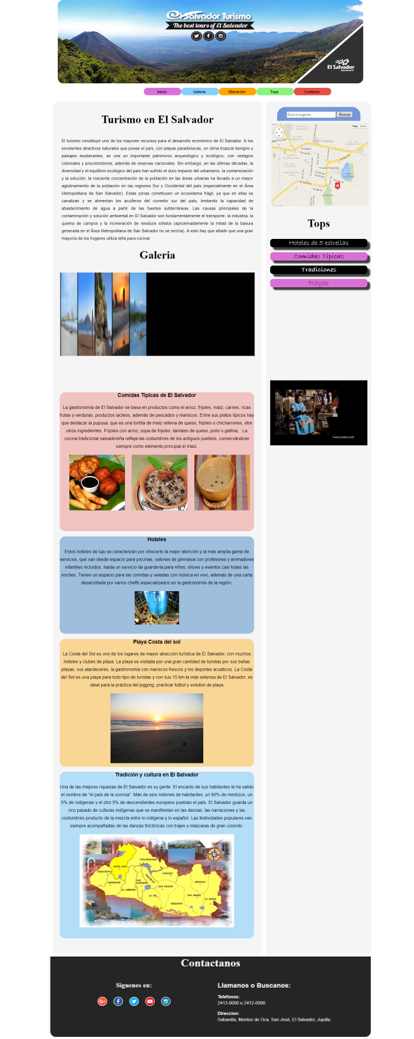 El Salvador Turismo
The best tours of El Salvador
El Salvador
Inicio
Galeria
Ubicacion
Tops
Contacto
Turismo en El Salvador
El turismo constituye uno de los mayores recursos para el desarrollo económico de El Salvador. A los
excelentes atractivos naturales que posee el país, con playas paradisíacas, un clima tropical benigno y
paisajes exuberantes, se une un importante patrimonio arqueológico y ecológico, con vestigios
coloniales y precolombinos, además de reservas nacionales. Sin embargo, en las últimas décadas, la
diversidad y el equilibrio ecológico del país han sufrido el duro impacto del urbanismo, la contaminación
y la solución; la creciente concentración de la población en las áreas urbanas ha llevado a un mayor
aglutinamiento de la población en las regiones Sur y Occidental del país (especialmente en el Área
Metropolitana de San Salvador). Estas zonas constituyen un ecosistema frágil, ya que en ellas se
canalizan y se alimentan los acuíferos del corredor sur del país, limitando la capacidad de
abastecimiento de agua a partir de las fuentes subterráneas. Las causas principales de la
contaminación y solución ambiental en El Salvador son fundamentalmente el transporte, la industria, la
quema de campos y la incineración de residuos sólidos (aproximadamente la mitad de la basura
generada en el Área Metropolitana de San Salvador no se recicla). A esto hay que añadir que una gran
mayoría de los hogares utiliza leña para cocinar.
Galeria
Buscar lugares
Buscar
Tops
Hoteles de 5 estrellas
Comidas Tipicas
Tradiciones
Playas
Comidas Tipicas de El Salvador
La gastronomía de El Salvador se basa en productos como el arroz, frijoles, maíz, carnes, ricas
frutas y verduras, productos lácteos, además de pescados y mariscos. Entre sus platos típicos hay
que destacar la pupusa, que es una tortilla de maíz rellena de queso, frijoles o chicharrones, etre
otros ingredientes. Frijoles con arroz, sopa de frijoles, tamales de queso, pollo o gallina,. La
cocina tradicional salvadoreña refleja las costumbres de los antiguos pueblos, conservándose
siempre como elemento principal el maíz.
Hoteles
Estos hoteles de lujo se caracterizan por ofrecerle la mejor atención y la más amplia gama de
servicios, que van desde espacio para piscinas, salones de gimnasia con profesores y animadores
infantiles incluidos, hasta un servicio de guardería para niños, shows y eventos casi todas las
noches. Tienen un espacio para las comidas y veladas con música en vivo, además de una carta
desarrollada por varios cheffs especializados en la gastronomía de la región.
Playa Costa del sol
La Costa del Sol es uno de los lugares de mayor atracción turística de El Salvador, con muchos
hoteles y clubes de playa. La playa es visitada por una gran cantidad de turistas por sus bellas
playas, sus atardeceres, la gastronomía con mariscos frescos y los deportes acuáticos. La Costa
del Sol es una playa para todo tipo de turistas y con sus 15 km la más extensa de El Salvador, es
ideal para la práctica del jogging, practicar futbol y voleibol de playa
Tradición y cultura en El Salvador
Una de las mayores riquezas de El Salvador es su gente. El encanto de sus habitantes le ha valido
el nombre de "el país de la sonrisa". Más de seis millones de habitantes, un 90% de mestizos, un
5% de indígenas y el otro 5% de descendientes europeos pueblan el país. El Salvador guarda un
rico pasado de culturas indígenas que se manifiestan en las danzas, las narraciones y las
costumbres producto de la mezcla entre lo indígena y lo español. Las festividades populares van
siempre acompañadas de las danzas folclóricas con trajes y máscaras de gran colorido.
Contactanos
Siguenos en:
Llamanos o Buscanos:
Telefonos:
2413-0000 o 2412-0000
Direccion:
Sabanilla, Montes de Oca. San José, El Salvador, Jujutla